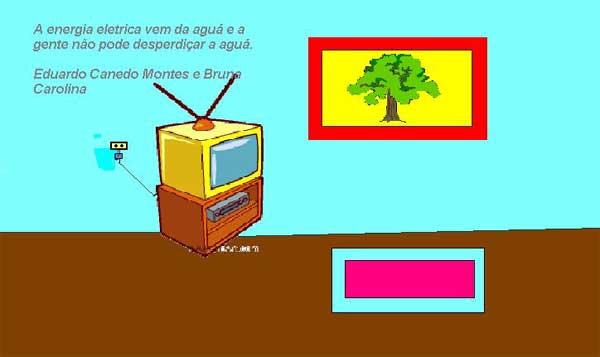 A energia eletrica vem da aguá e a
gente não pode desperdiçar a aguá.
Eduardo Canedo Montes e Bruna
Carolina